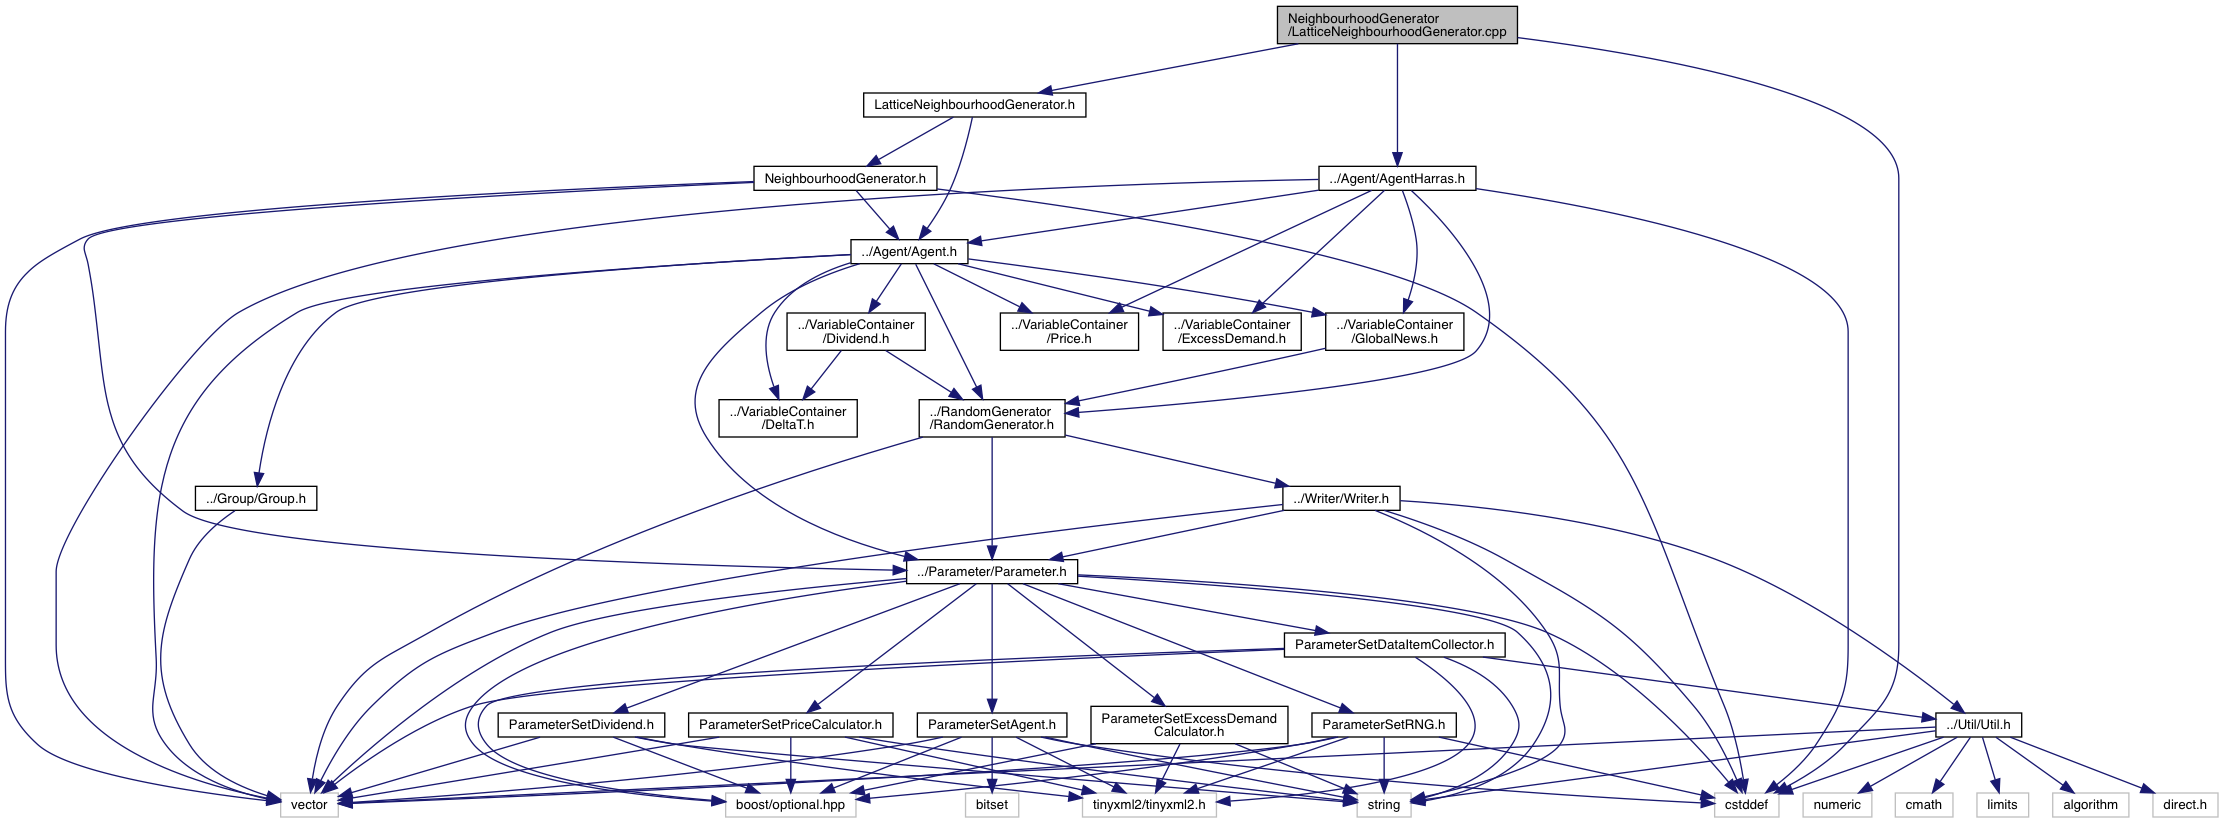 NeighbourhoodGenerator
/LatticeNeighbourhoodGenerator.cpp
LatticeNeighbourhoodGenerator.h
NeighbourhoodGenerator.h
../Agent/AgentHarras.h
../Agent/Agent.h
../VariableContainer
/Dividend.h
../VariableContainer
/Price.h
../VariableContainer
/ExcessDemand.h
../VariableContainer
/GlobalNews.h
../VariableContainer
/DeltaT.h
../RandomGenerator
/RandomGenerator.h
../Group/Group.h
../Writer/Writer.h
../Parameter/Parameter.h
ParameterSetDataItemCollector.h
ParameterSetDividend.h
ParameterSetPriceCalculator.h
ParameterSetAgent.h
ParameterSetExcessDemand
Calculator.h
ParameterSetRNG.h
../Util/Util.h
vector
boost/optional.hpp
bitset
tinyxml2/tinyxml2.h
string
cstddef
numeric
cmath
limits
algorithm
direct.h